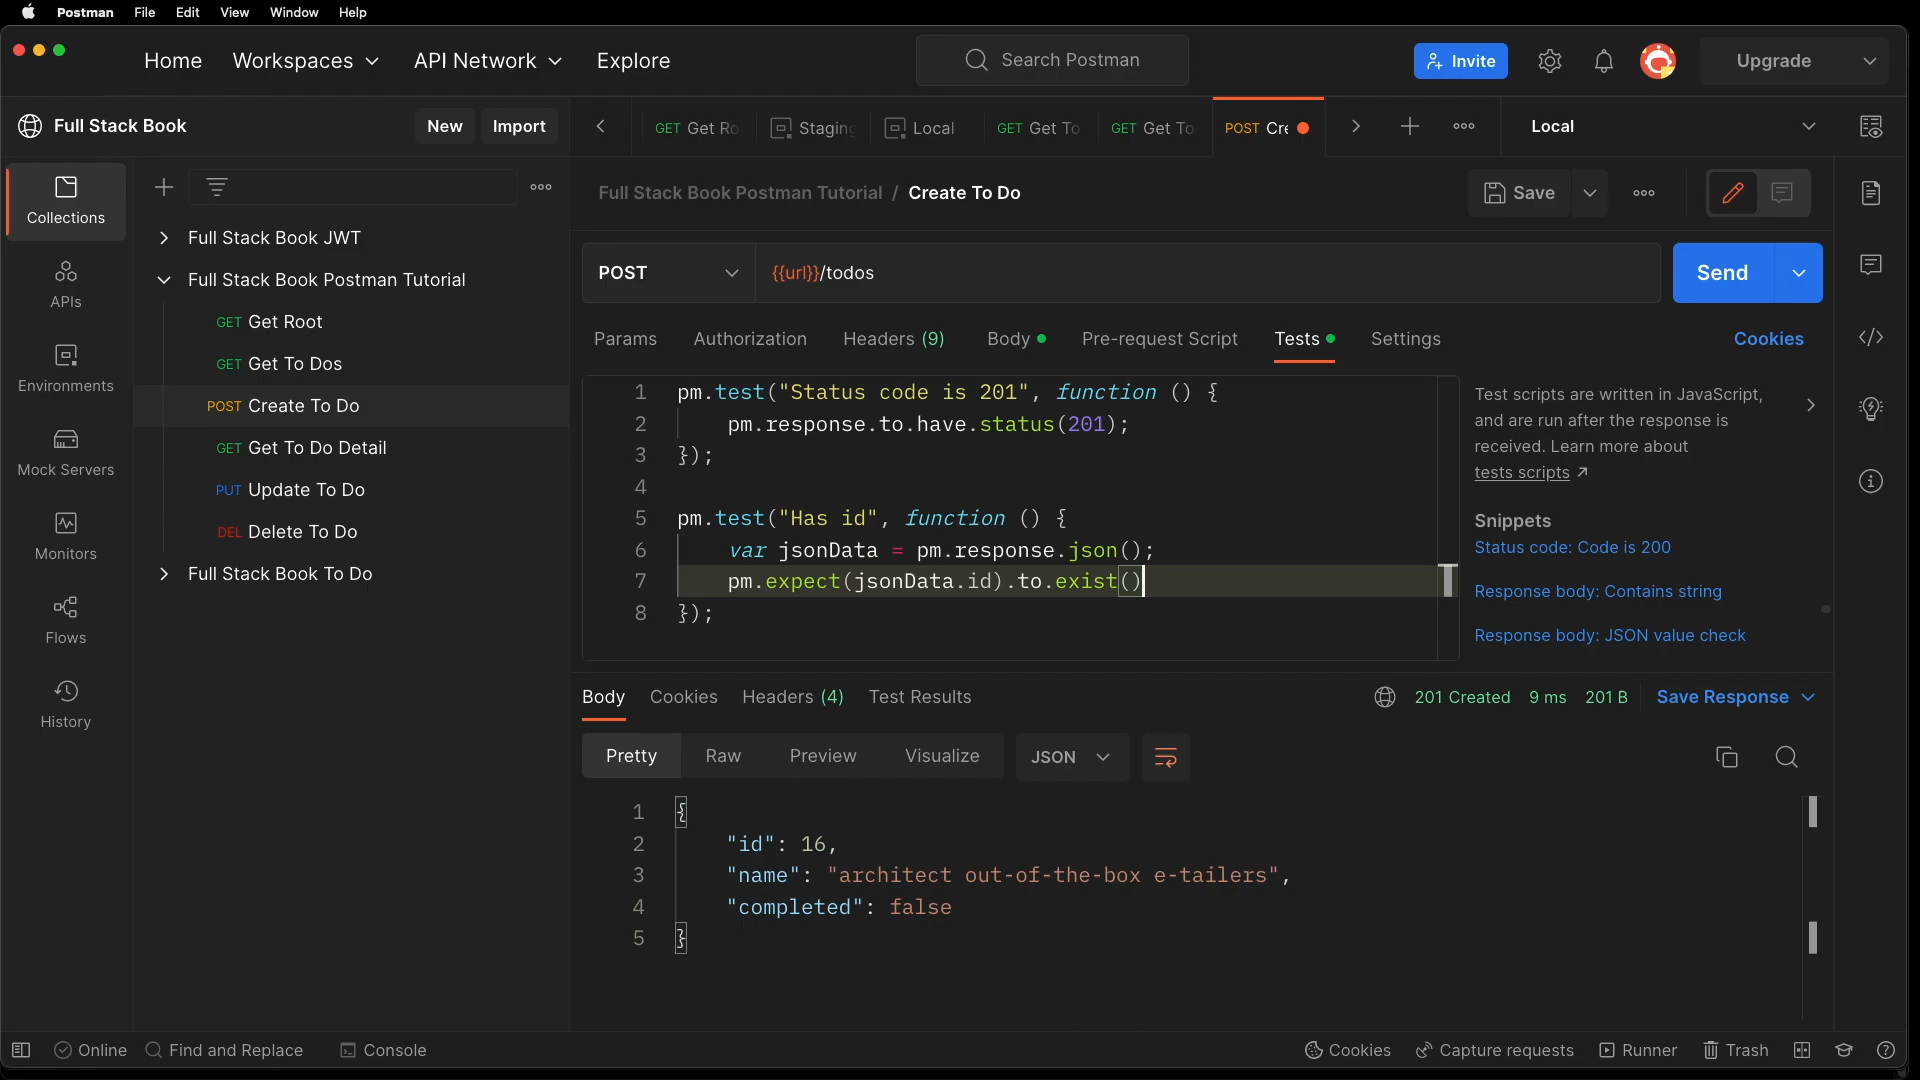 Postman File Edit View Window Help
Home Workspaces API Network Explore Search Postman Invite Upgrade
Full Stack Book New Import GET Get Ro Staging Local GET Get To GET Get To POST Cre Local
Collections
APIs
Environments
Mock Servers
Monitors
Flows
History
Full Stack Book JWT
Full Stack Book Postman Tutorial
GET Get Root
GET Get To Dos
POST Create To Do
GET Get To Do Detail
PUT Update To Do
DEL Delete To Do
Full Stack Book To Do
Full Stack Book Postman Tutorial / Create To Do Save
POST {{url}}/todos Send
Params Authorization Headers (9) Body Pre-request Script Tests Settings Cookies
1 pm.test("Status code is 201", function () {
2 pm.response.to.have.status(201);
3 });
4
5 pm.test("Has id", function () {
6 var jsonData = pm.response.json();
7 pm.expect(jsonData.id).to.exist()
8 });
Test scripts are written in JavaScript,
and are run after the response is
received. Learn more about
tests scripts ↗
Snippets
Status code: Code is 200
Response body: Contains string
Response body: JSON value check
Body Cookies Headers (4) Test Results 201 Created 9 ms 201 B Save Response
Pretty Raw Preview Visualize JSON
1 {
2 "id": 16,
3 "name": "architect out-of-the-box e-tailers",
4 "completed": false
5 }
Online Find and Replace Console Cookies Capture requests Runner Trash